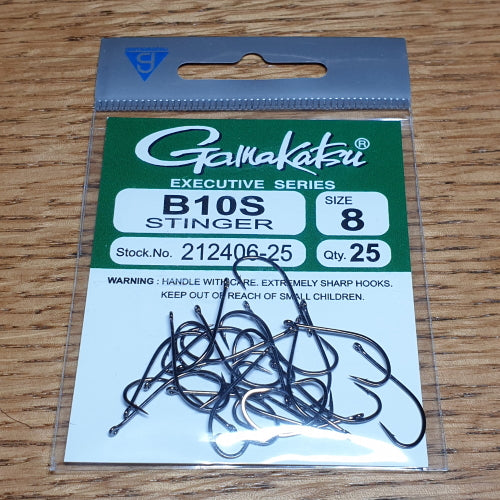 Gamakatsu®
EXECUTIVE SERIES
B10S
STINGER
SIZE
8
Stock.No. 212406-25
Qty. 25
WARNING : HANDLE WITH CARE. EXTREMELY SHARP HOOKS.
KEEP OUT OF REACH OF SMALL CHILDREN.